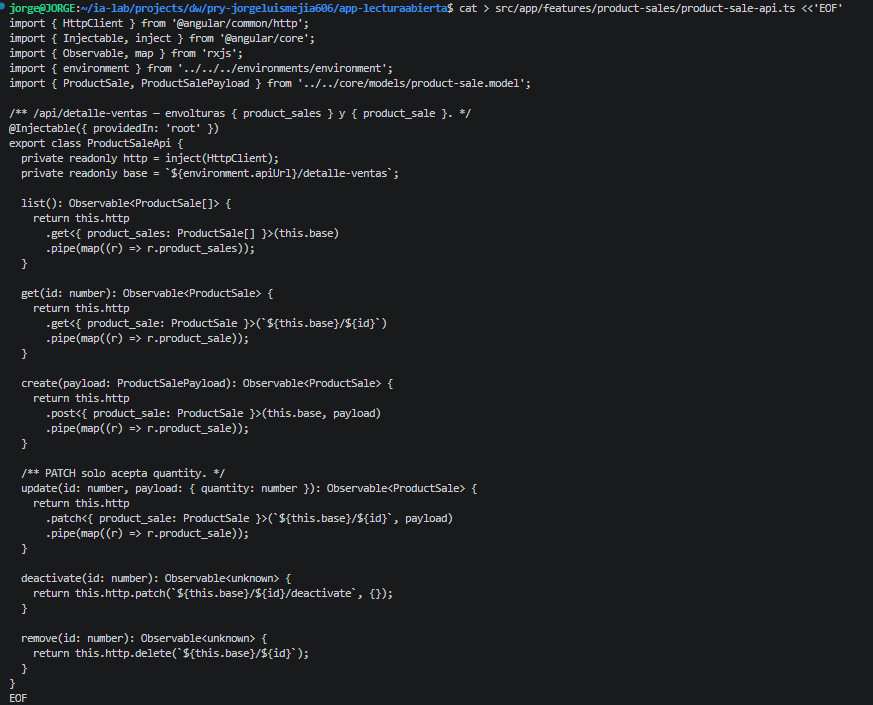 jorge@JORGE:~/ia-lab/projects/dw/pry-jorgeluismejia606/app-lecturaabierta$ cat > src/app/features/product-sales/product-sale-api.ts <<'EOF'
import { HttpClient } from '@angular/common/http';
import { Injectable, inject } from '@angular/core';
import { Observable, map } from 'rxjs';
import { environment } from '../../../environments/environment';
import { ProductSale, ProductSalePayload } from '../../core/models/product-sale.model';

/** /api/detalle-ventas — envolturas { product_sales } y { product_sale }. */
@Injectable({ providedIn: 'root' })
export class ProductSaleApi {
  private readonly http = inject(HttpClient);
  private readonly base = `${environment.apiUrl}/detalle-ventas`;

  list(): Observable<ProductSale[]> {
    return this.http
      .get<{ product_sales: ProductSale[] }>(this.base)
      .pipe(map((r) => r.product_sales));
  }

  get(id: number): Observable<ProductSale> {
    return this.http
      .get<{ product_sale: ProductSale }>(`${this.base}/${id}`)
      .pipe(map((r) => r.product_sale));
  }

  create(payload: ProductSalePayload): Observable<ProductSale> {
    return this.http
      .post<{ product_sale: ProductSale }>(this.base, payload)
      .pipe(map((r) => r.product_sale));
  }

  /** PATCH solo acepta quantity. */
  update(id: number, payload: { quantity: number }): Observable<ProductSale> {
    return this.http
      .patch<{ product_sale: ProductSale }>(`${this.base}/${id}`, payload)
      .pipe(map((r) => r.product_sale));
  }

  deactivate(id: number): Observable<unknown> {
    return this.http.patch(`${this.base}/${id}/deactivate`, {});
  }

  remove(id: number): Observable<unknown> {
    return this.http.delete(`${this.base}/${id}`);
  }
}
EOF